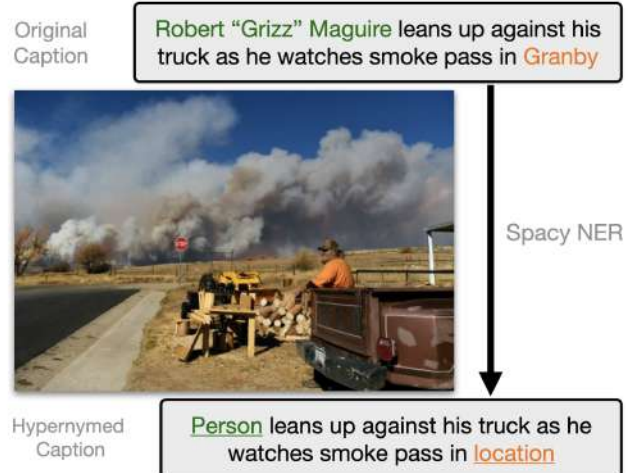 Original
Caption
Robert “Grizz” Maguire leans up against his
truck as he watches smoke pass in Granby
Spacy NER
Hypernymed
Caption
Person leans up against his truck as he
watches smoke pass in location